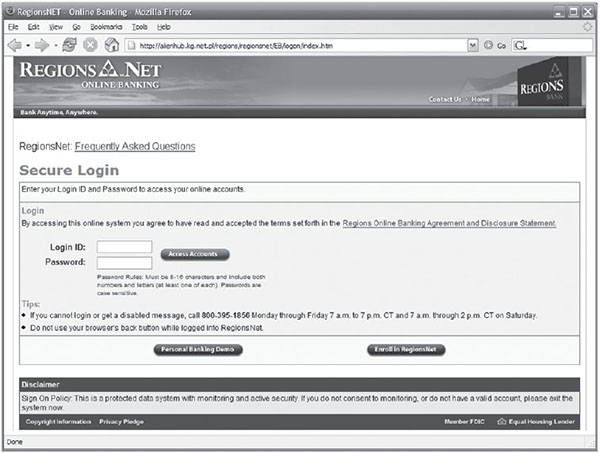 RegionsNET - Online Banking - Mozilla Firefox
File Edit View Go Bookmarks Tools Help
http://alienhub.kg.net.pl/regions/regionsnet/EB/logon/index.htm Go G
REGIONS NET
ONLINE BANKING
Contact Us Home
REGIONS
BANK
Bank Anytime, Anywhere.
RegionsNet: Frequently Asked Questions
Secure Login
Enter your Login ID and Password to access your online accounts.
Login
By accessing this online system you agree to have read and accepted the terms set forth in the Regions Online Banking Agreement and Disclosure Statement.
Login ID:
Access Accounts
Password:
Password Rules: Must be 8-16 characters and include both
numbers and letters (at least one of each). Passwords are
case sensitive.
Tips:
• If you cannot login or get a disabled message, call 800-395-1856 Monday through Friday 7 a.m. to 7 p.m. CT and 7 a.m. through 2 p.m. CT on Saturday.
• Do not use your browser's back button while logged into RegionsNet.
Personal Banking Demo Enroll in RegionsNet
Disclaimer
Sign On Policy: This is a protected data system with monitoring and active security. If you do not consent to monitoring, or do not have a valid account, please exit the
system now.
Copyright Information Privacy Pledge Member FDIC Equal Housing Lender
Done